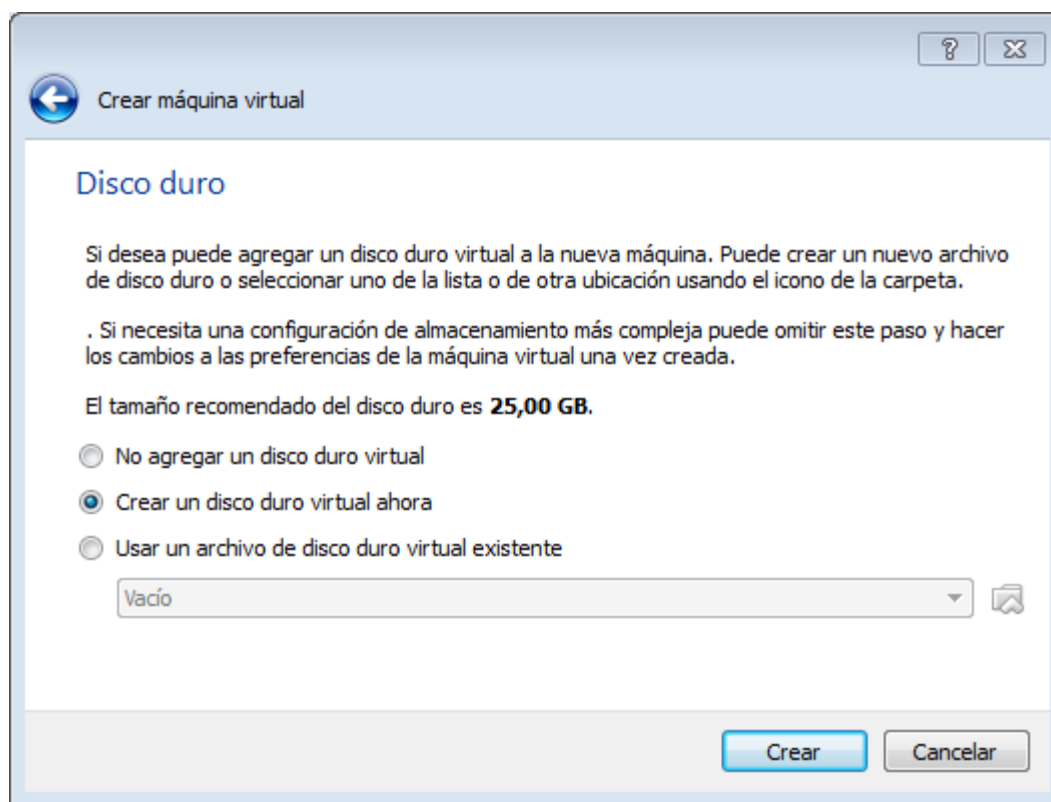 Crear máquina virtual
Disco duro
Si desea puede agregar un disco duro virtual a la nueva máquina. Puede crear un nuevo archivo
de disco duro o seleccionar uno de la lista o de otra ubicación usando el icono de la carpeta.
. Si necesita una configuración de almacenamiento más compleja puede omitir este paso y hacer
los cambios a las preferencias de la máquina virtual una vez creada.
El tamaño recomendado del disco duro es 25,00 GB.
No agregar un disco duro virtual
Crear un disco duro virtual ahora
Usar un archivo de disco duro virtual existente
Vacío
Crear Cancelar